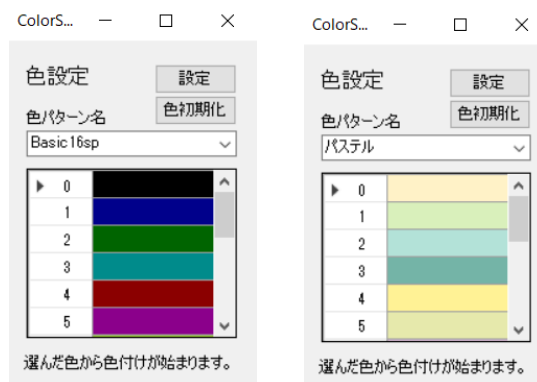 ColorS...
色設定
設定
色パターン名
色初期化
Basic16sp
0
1
2
3
4
5
選んだ色から色付けが始まります。
ColorS...
色設定
設定
色パターン名
色初期化
パステル
0
1
2
3
4
5
選んだ色から色付けが始まります。